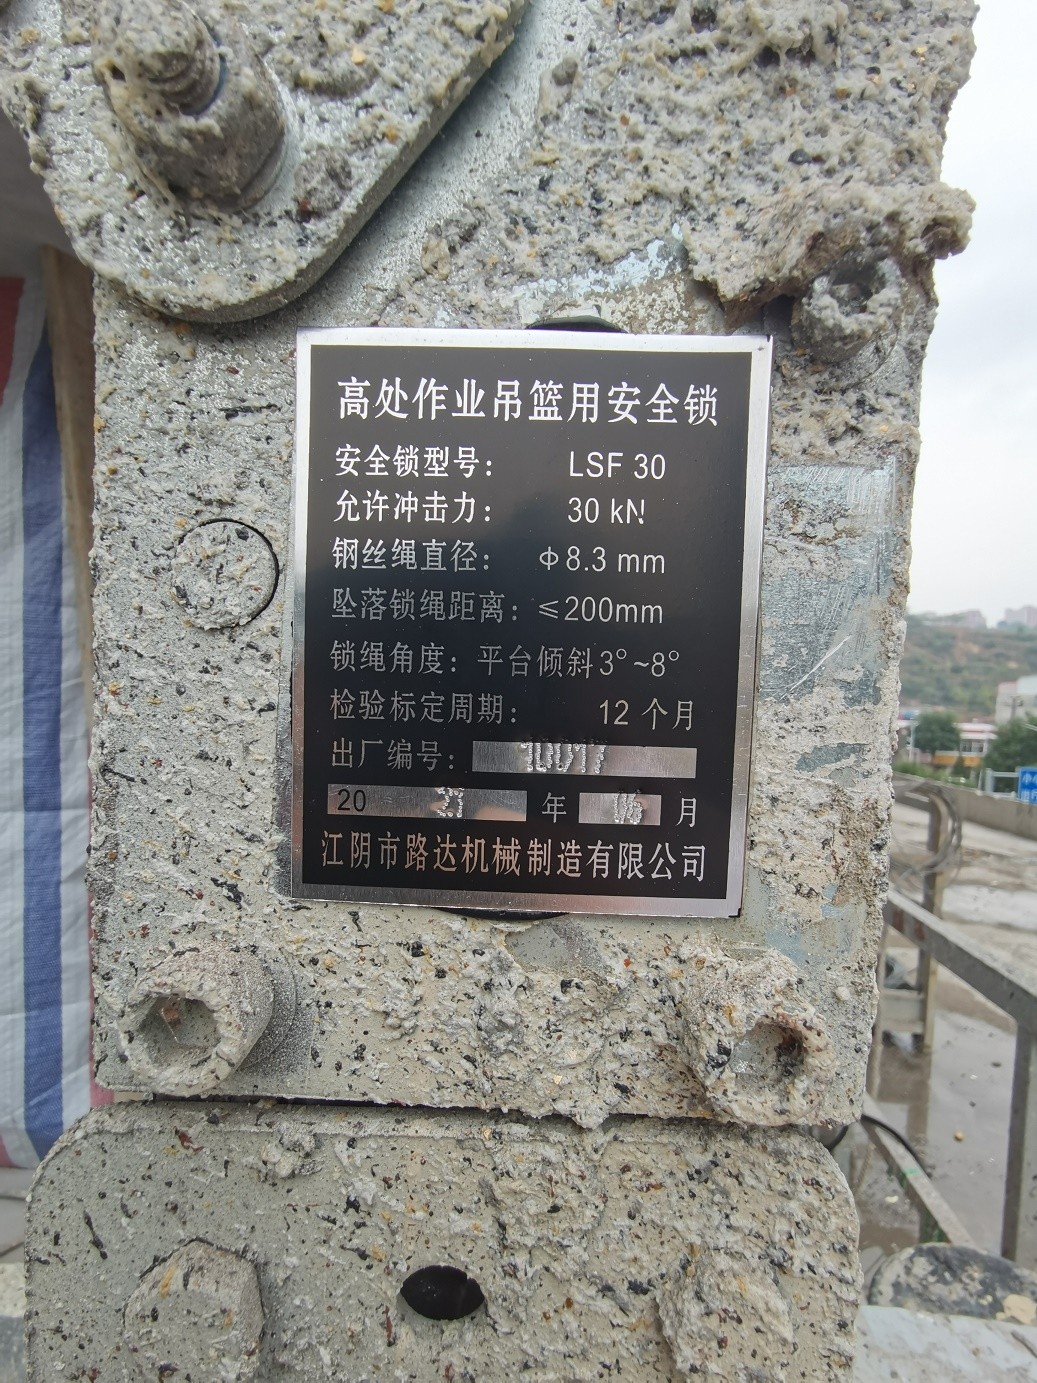 高处作业吊篮用安全锁
安全锁型号: LSF 30
允许冲击力: 30 kN
钢丝绳直径: Φ8.3 mm
坠落锁绳距离: ≤200mm
锁绳角度: 平台倾斜3°~8°
检验标定周期: 12 个月
出厂编号: 10017
20 年 06 月
江阴市路达机械制造有限公司